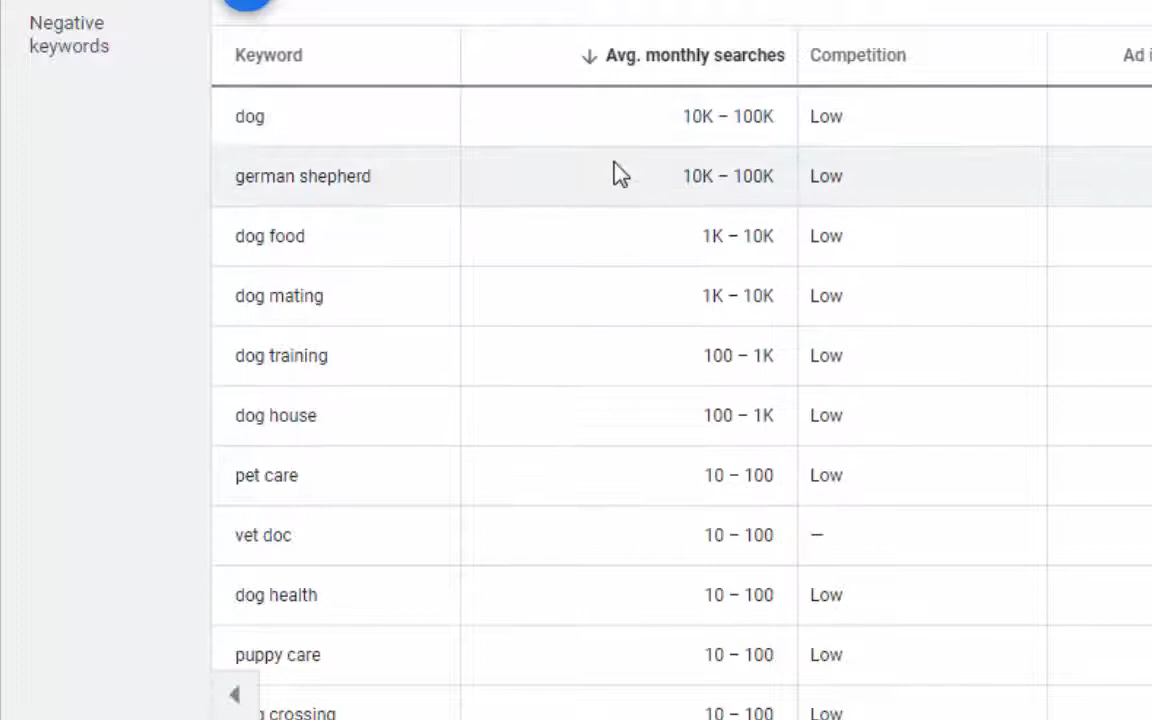 Negative
keywords
Keyword Avg. monthly searches Competition Ad
dog 10K – 100K Low
german shepherd 10K – 100K Low
dog food 1K – 10K Low
dog mating 1K – 10K Low
dog training 100 – 1K Low
dog house 100 – 1K Low
pet care 10 – 100 Low
vet doc 10 – 100 –
dog health 10 – 100 Low
puppy care 10 – 100 Low
crossing 10 – 100 Low